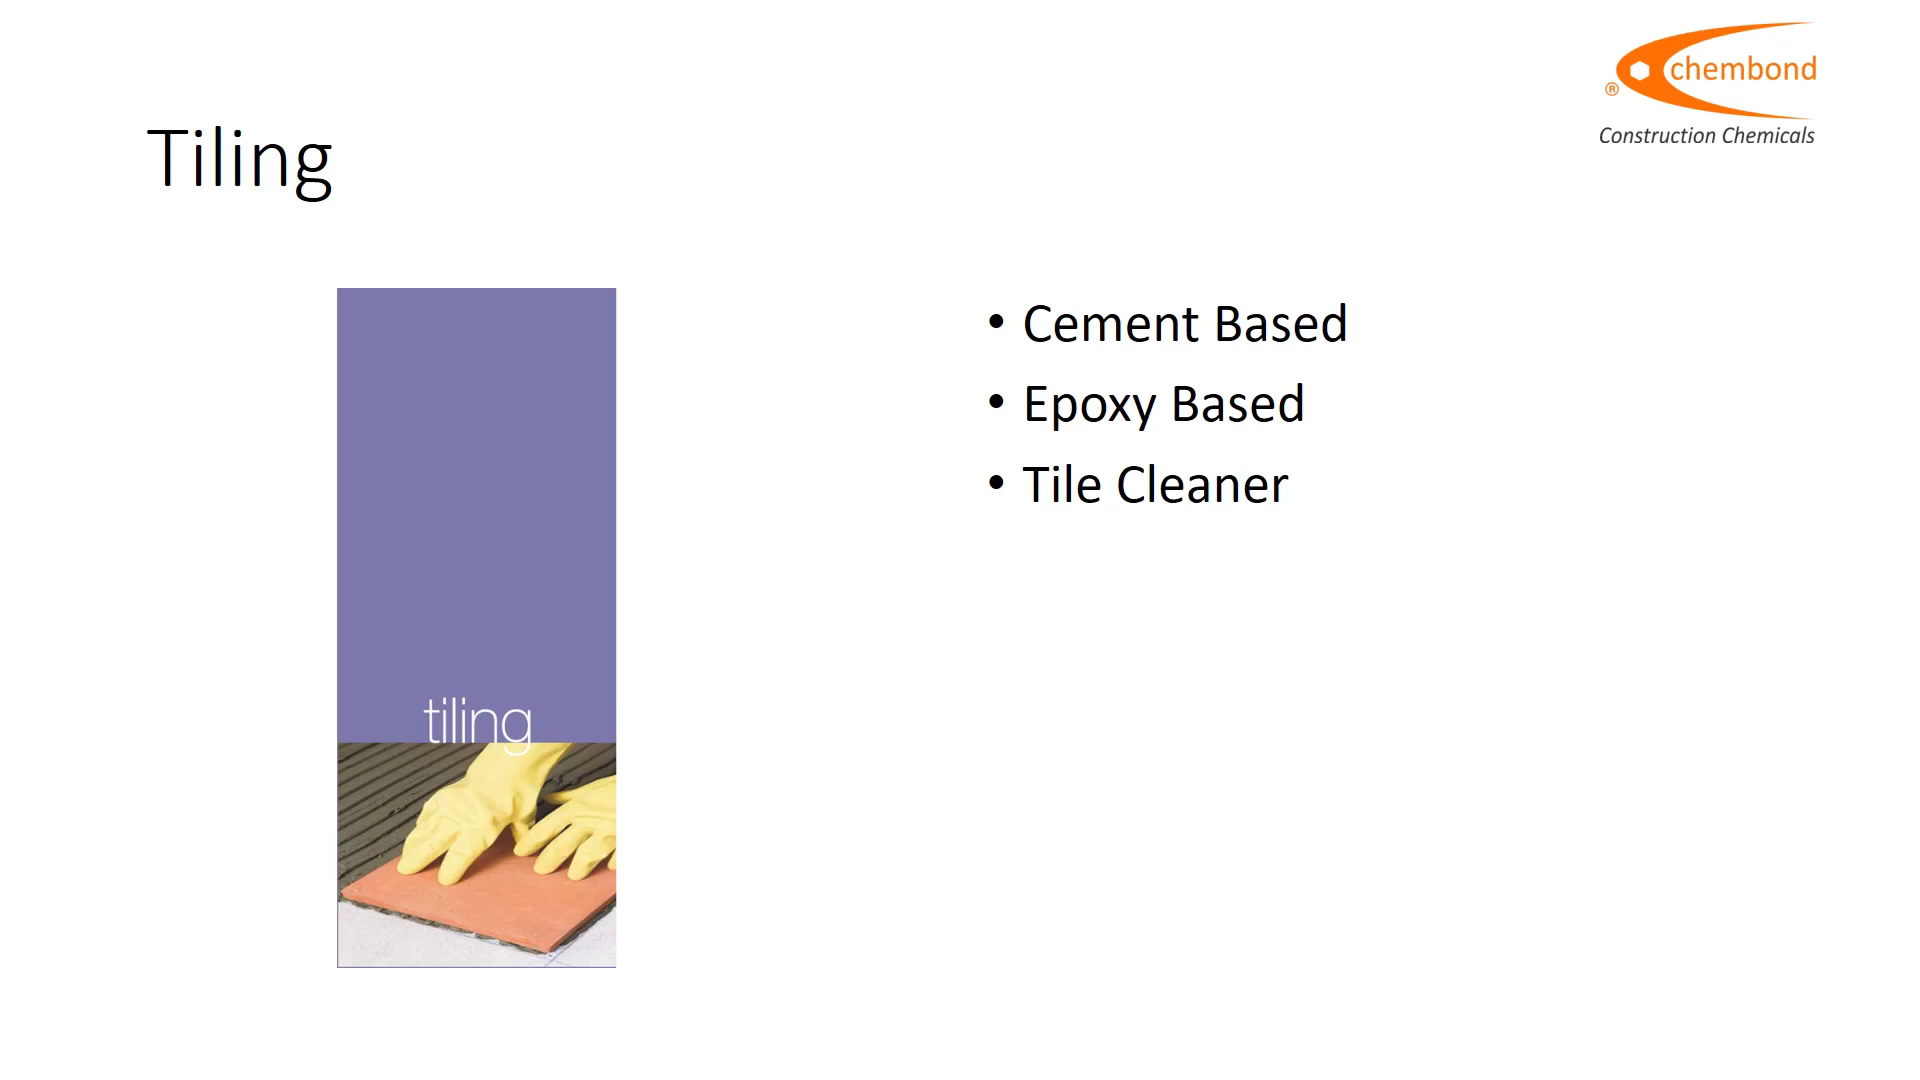 chembond
®
Construction Chemicals
Tiling
• Cement Based
• Epoxy Based
• Tile Cleaner
tiling